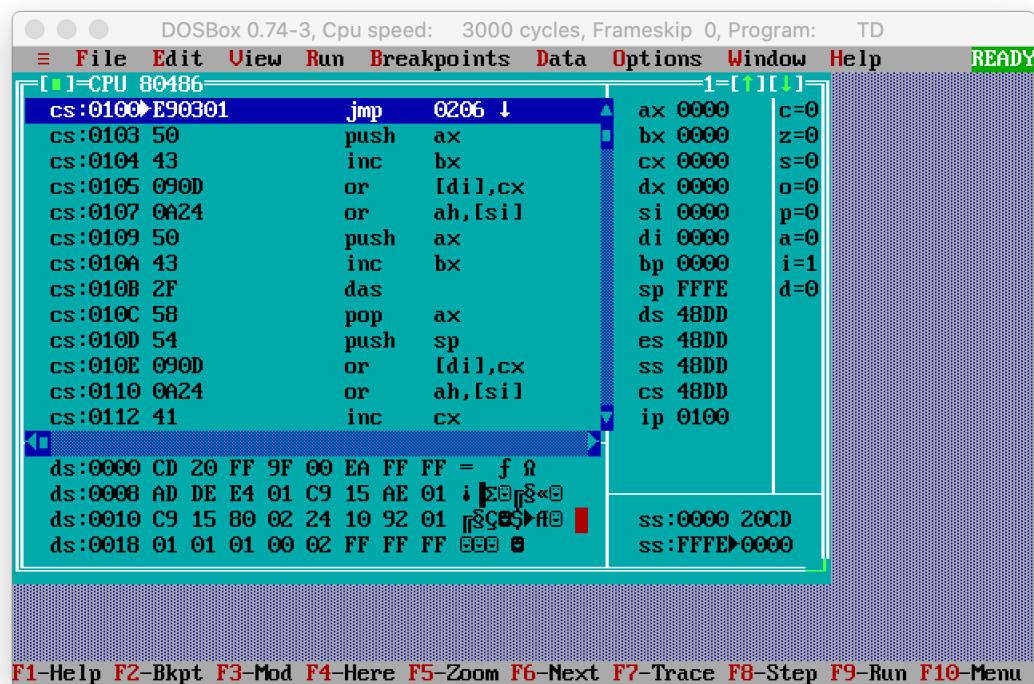 DOSBox 0.74-3, Cpu speed: 3000 cycles, Frameskip 0, Program: TD
≡ File Edit View Run Breakpoints Data Options Window Help READY
[■]=CPU 80486 1=[↑][↓]
cs:0100►E90301 jmp 0206 ↓ ax 0000 c=0
cs:0103 50 push ax bx 0000 z=0
cs:0104 43 inc bx cx 0000 s=0
cs:0105 090D or [di],cx dx 0000 o=0
cs:0107 0A24 or ah,[si] si 0000 p=0
cs:0109 50 push ax di 0000 a=0
cs:010A 43 inc bx bp 0000 i=1
cs:010B 2F das sp FFFE d=0
cs:010C 58 pop ax ds 48DD
cs:010D 54 push sp es 48DD
cs:010E 090D or [di],cx ss 48DD
cs:0110 0A24 or ah,[si] cs 48DD
cs:0112 41 inc cx ip 0100
ds:0000 CD 20 FF 9F 00 EA FF FF = ƒ Ω
ds:0008 AD DE E4 01 C9 15 AE 01 ¡▐Σ☺╔§«☺
ds:0010 C9 15 80 02 24 10 92 01 ╔§Ç☻$►Æ☺ ss:0000 20CD
ds:0018 01 01 01 00 02 FF FF FF ☺☺☺ ☻ ss:FFFE►0000
F1-Help F2-Bkpt F3-Mod F4-Here F5-Zoom F6-Next F7-Trace F8-Step F9-Run F10-Menu